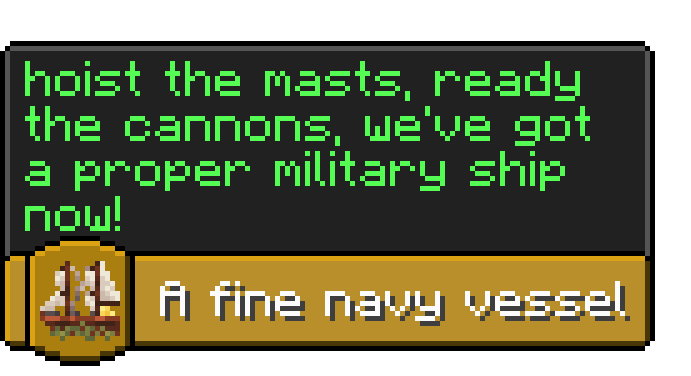 hoist the masts, ready
the cannons, we've got
a proper military ship
now!
A fine navy vessel